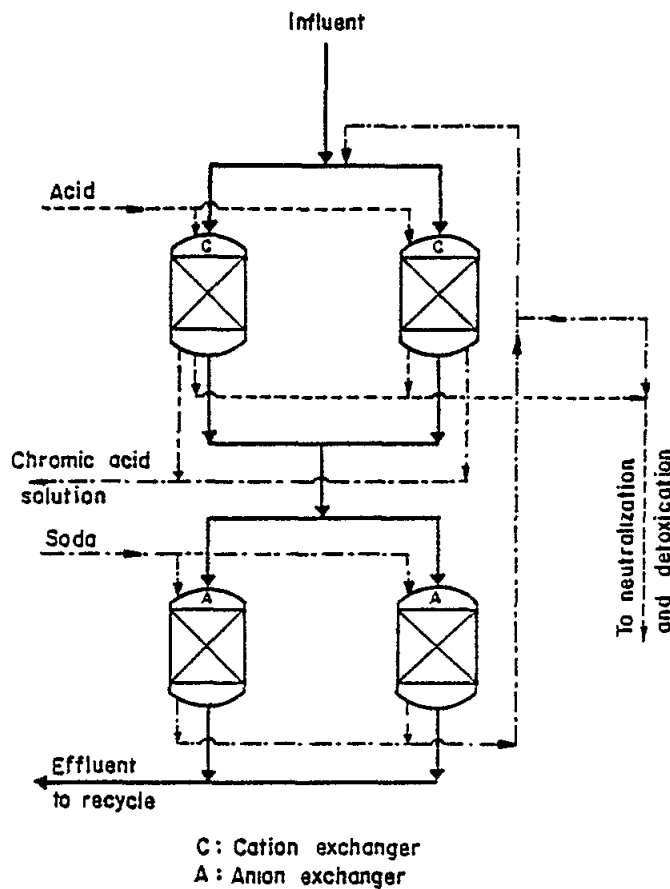 Influent
Acid
C
C
Chromic acid
solution
Soda
A
A
To neutralization
and detoxication
Effluent
to recycle
C: Cation exchanger
A: Anion exchanger